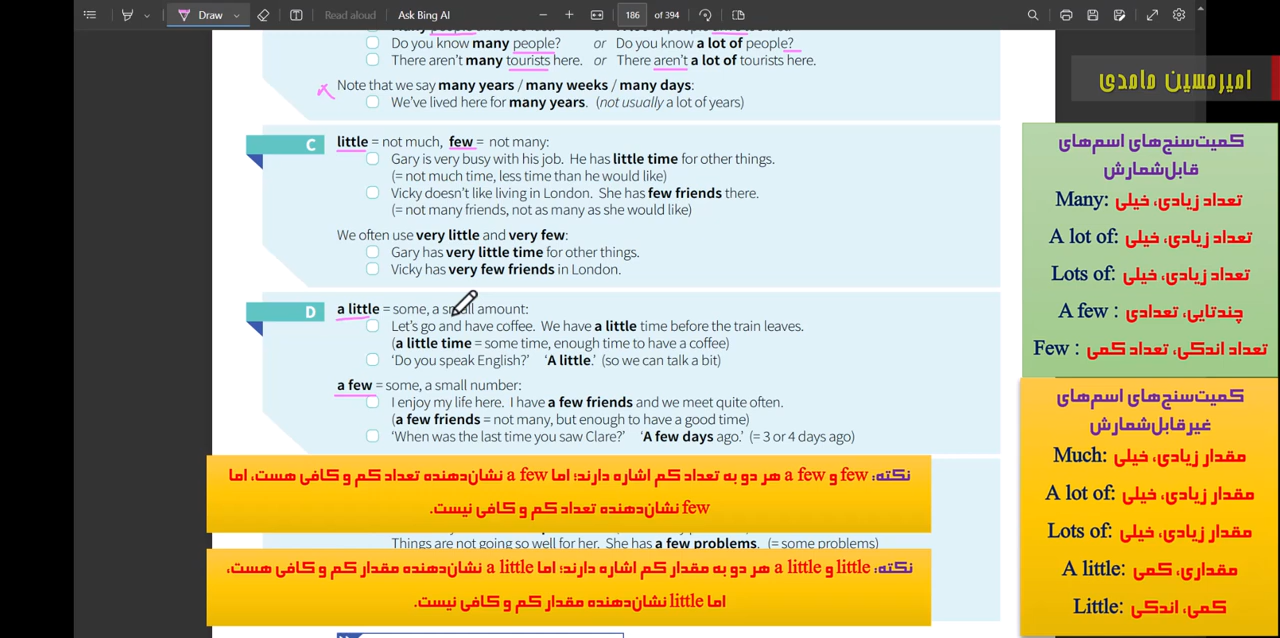 Draw
Read aloud
Ask Bing AI
186 of 394
Do you know many people? or Do you know a lot of people?
There aren't many tourists here. or There aren't a lot of tourists here.
Note that we say many years / many weeks / many days:
We've lived here for many years. (not usually a lot of years)
C
little = not much, few = not many:
Gary is very busy with his job. He has little time for other things.
(= not much time, less time than he would like)
Vicky doesn't like living in London. She has few friends there.
(= not many friends, not as many as she would like)
We often use very little and very few:
Gary has very little time for other things.
Vicky has very few friends in London.
D
a little = some, a small amount:
Let's go and have coffee. We have a little time before the train leaves.
(a little time = some time, enough time to have a coffee)
'Do you speak English?' 'A little.' (so we can talk a bit)
a few = some, a small number:
I enjoy my life here. I have a few friends and we meet quite often.
(a few friends = not many, but enough to have a good time)
'When was the last time you saw Clare?' 'A few days ago.' (= 3 or 4 days ago)
نکته: few و a few هر دو به تعداد کم اشاره دارند؛ اما a few نشان‌دهنده تعداد کم و کافی هست، اما
few نشان‌دهنده تعداد کم و کافی نیست.
Things are not going so well for her. She has a few problems. (= some problems)
نکته: little و a little هر دو به مقدار کم اشاره دارند؛ اما a little نشان‌دهنده مقدار کم و کافی هست،
اما little نشان‌دهنده مقدار کم و کافی نیست.
امیرحسین حامدی
کمیت‌سنج‌های اسم‌های
قابل‌شمارش
Many: تعداد زیادی، خیلی
A lot of: تعداد زیادی، خیلی
Lots of: تعداد زیادی، خیلی
A few : چندتایی، تعدادی
Few : تعداد اندکی، تعداد کمی
کمیت‌سنج‌های اسم‌های
غیرقابل‌شمارش
Much: مقدار زیادی، خیلی
A lot of: مقدار زیادی، خیلی
Lots of: مقدار زیادی، خیلی
A little: مقداری، کمی
Little: کمی، اندکی